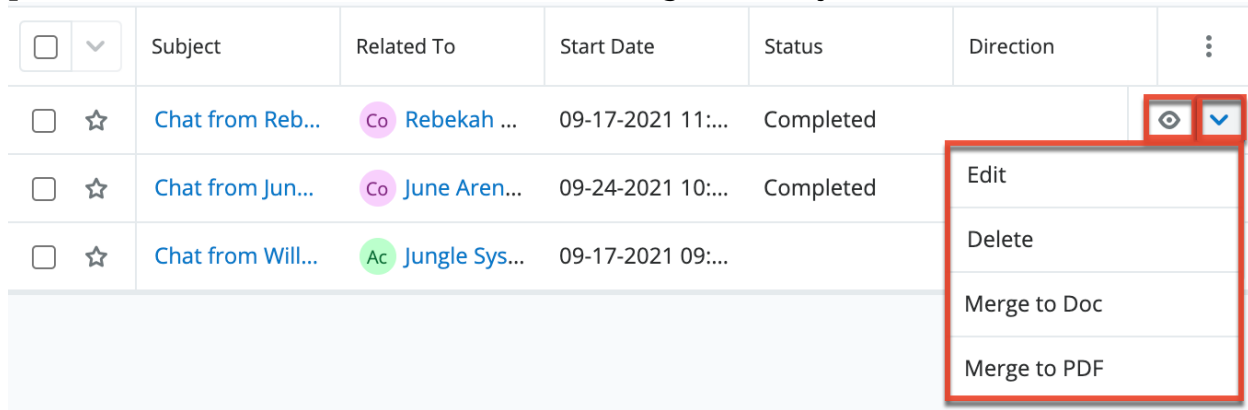 Subject Related To Start Date Status Direction
Chat from Reb... Co Rebekah ... 09-17-2021 11:... Completed
Edit
Chat from Jun... Co June Aren... 09-24-2021 10:... Completed
Delete
Chat from Will... Ac Jungle Sys... 09-17-2021 09:...
Merge to Doc
Merge to PDF